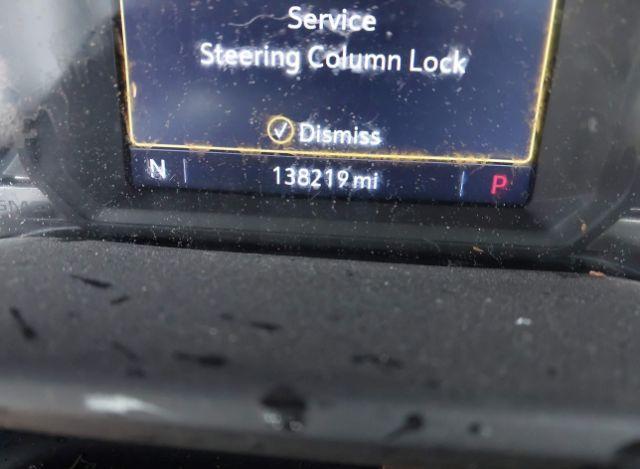 Service
Steering Column Lock
✓ Dismiss
N 138219 mi P